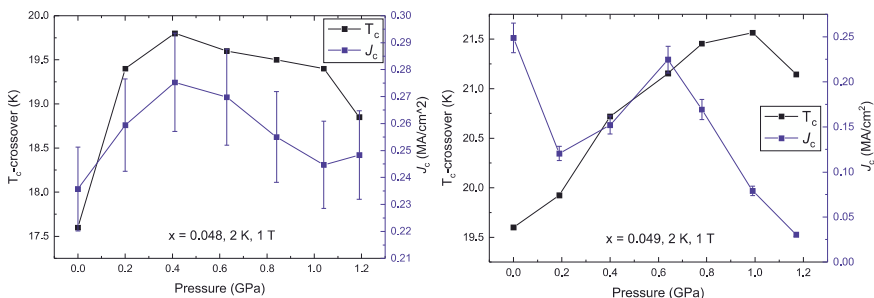 20.0
19.5
19.0
18.5
18.0
17.5
T_c-crossover (K)
0.0 0.2 0.4 0.6 0.8 1.0 1.2
Pressure (GPa)
0.30
0.29
0.28
0.27
0.26
0.25
0.24
0.23
0.22
0.21
J_c (MA/cm^2)
T_c
J_c
x = 0.048, 2 K, 1 T
21.5
21.0
20.5
20.0
19.5
T_c-crossover (K)
0.0 0.2 0.4 0.6 0.8 1.0 1.2
Pressure (GPa)
0.25
0.20
0.15
0.10
0.05
0.00
J_c (MA/cm²)
T_c
J_c
x = 0.049, 2 K, 1 T